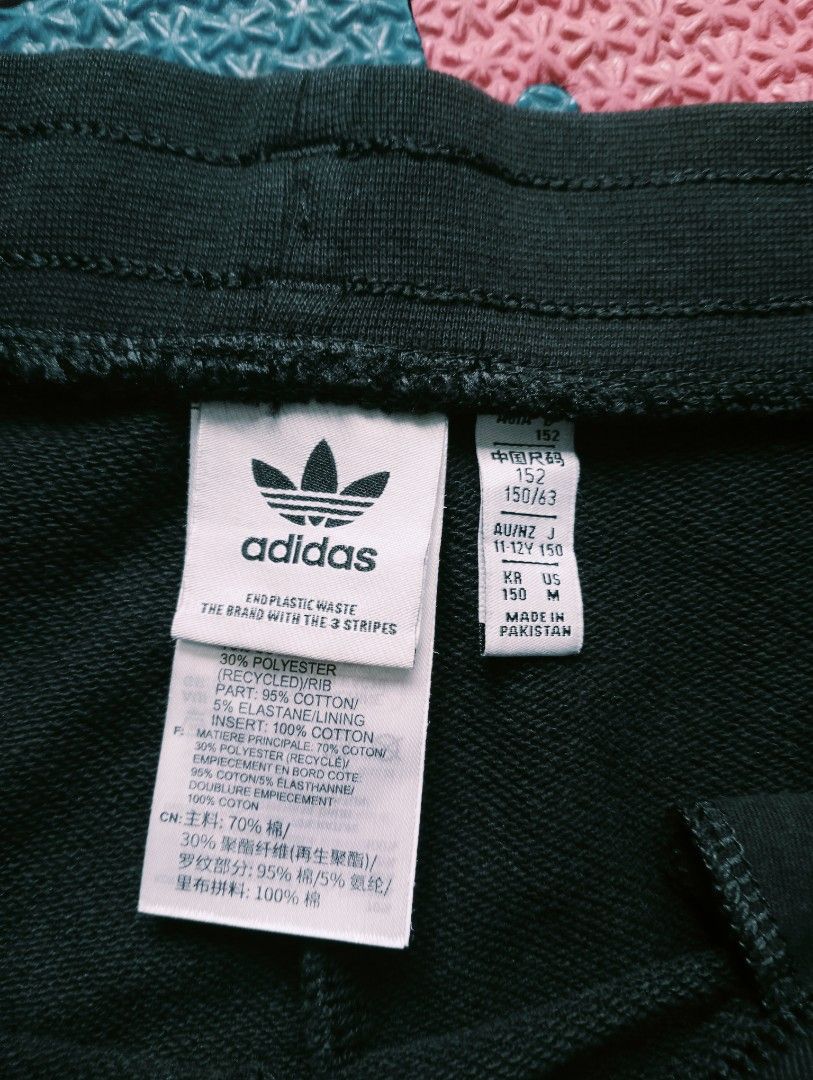 adidas
END PLASTIC WASTE
THE BRAND WITH THE 3 STRIPES
30% POLYESTER
(RECYCLED)/RIB
PART: 95% COTTON/
5% ELASTANE/LINING
INSERT: 100% COTTON
F: MATIERE PRINCIPALE: 70% COTON/
30% POLYESTER (RECYCLÉ)/
EMPIECEMENT EN BORD COTE:
95% COTON/5% ÉLASTHANNE/
DOUBLURE EMPIECEMENT
100% COTON
CN: 主料: 70% 棉/
30% 聚酯纤维(再生聚酯)/
罗纹部分: 95% 棉/5% 氨纶/
里布拼料: 100% 棉
152
中国尺码
152
150/63
AU/NZ J
11-12Y 150
KR US
150 M
MADE IN
PAKISTAN